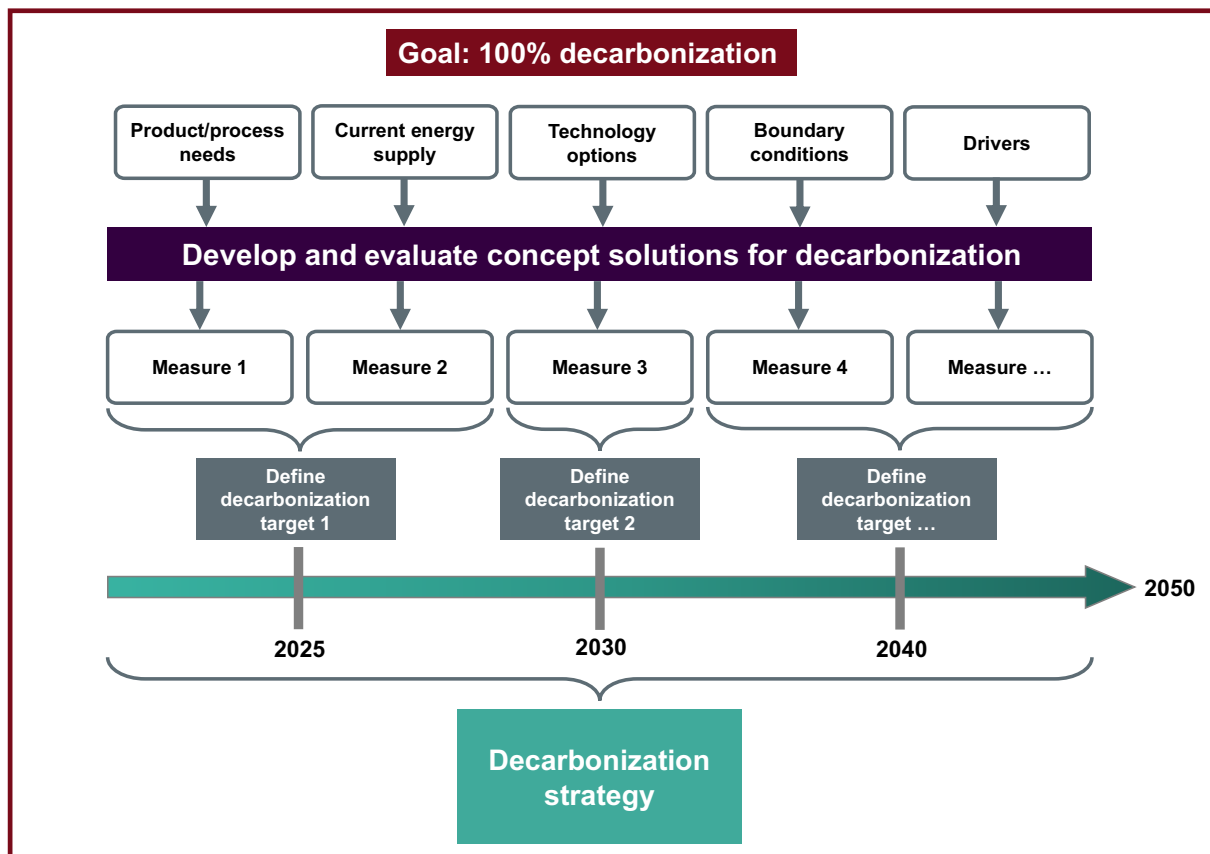 Goal: 100% decarbonization
Product/process
needs
Current energy
supply
Technology
options
Boundary
conditions
Drivers
Develop and evaluate concept solutions for decarbonization
Measure 1
Measure 2
Measure 3
Measure 4
Measure …
Define
decarbonization
target 1
Define
decarbonization
target 2
Define
decarbonization
target …
2050
2025
2030
2040
Decarbonization
strategy